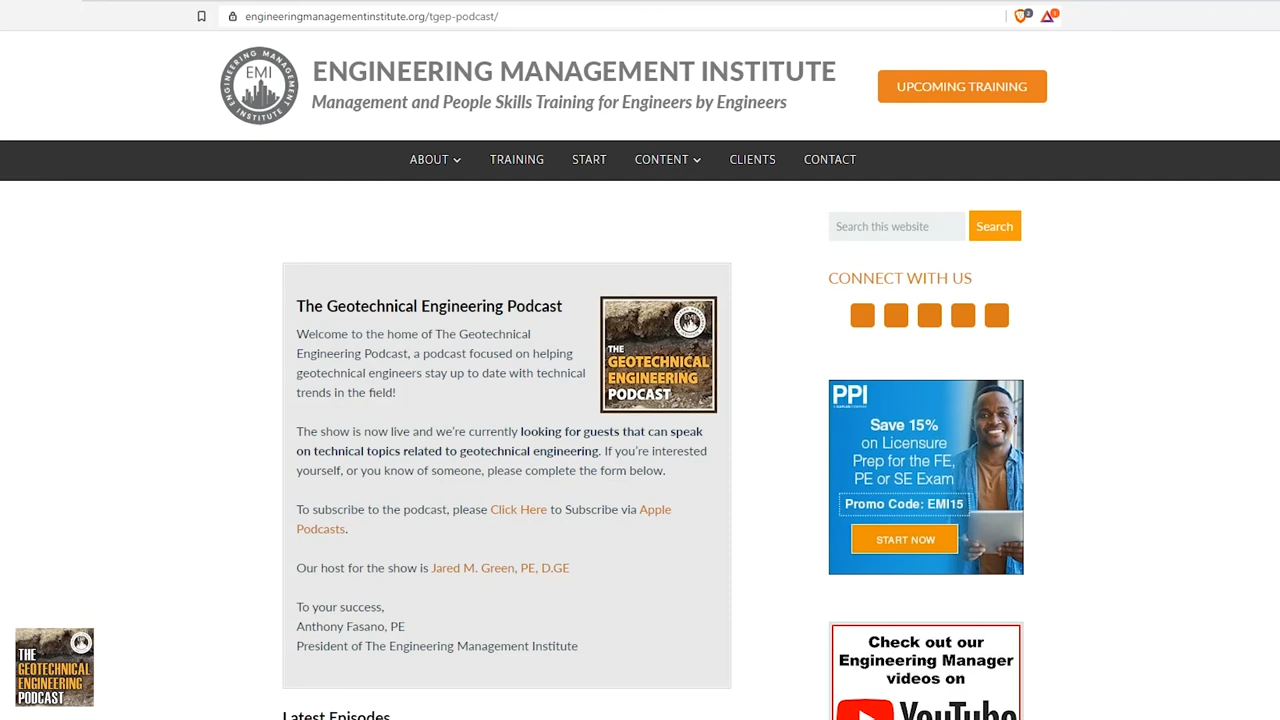 engineeringmanagementinstitute.org/tgep-podcast/
ENGINEERING MANAGEMENT INSTITUTE
EMI
ENGINEERING MANAGEMENT INSTITUTE
Management and People Skills Training for Engineers by Engineers
UPCOMING TRAINING
ABOUT TRAINING START CONTENT CLIENTS CONTACT
Search this website
Search
CONNECT WITH US
The Geotechnical Engineering Podcast
Welcome to the home of The Geotechnical
Engineering Podcast, a podcast focused on helping
geotechnical engineers stay up to date with technical
trends in the field!
EMI
THE
GEOTECHNICAL
ENGINEERING
PODCAST
The show is now live and we're currently looking for guests that can speak
on technical topics related to geotechnical engineering. If you're interested
yourself, or you know of someone, please complete the form below.
To subscribe to the podcast, please Click Here to Subscribe via Apple
Podcasts.
Our host for the show is Jared M. Green, PE, D.GE
To your success,
Anthony Fasano, PE
President of The Engineering Management Institute
PPI
Save 15%
on Licensure
Prep for the FE,
PE or SE Exam
Promo Code: EMI15
START NOW
Check out our
Engineering Manager
videos on
YouTube
THE
GEOTECHNICAL
ENGINEERING
PODCAST
Latest Episodes